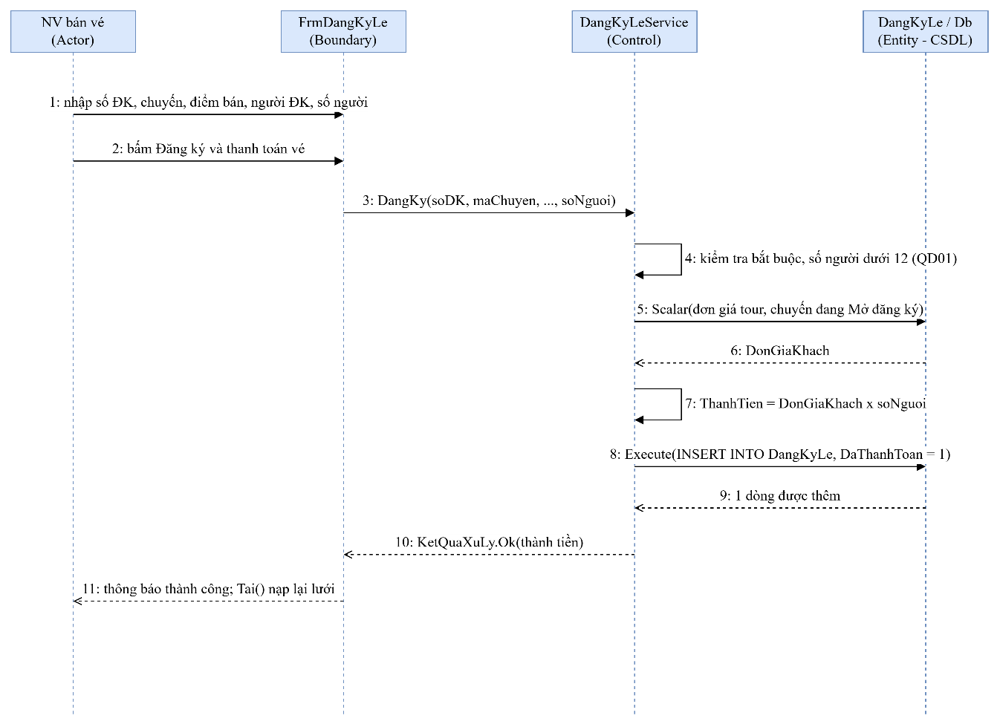 NV bán vé
(Actor)
FrmDangKyLe
(Boundary)
DangKyLeService
(Control)
DangKyLe / Db
(Entity - CSDL)
1: nhập số ĐK, chuyến, điểm bán, người ĐK, số người
2: bấm Đăng ký và thanh toán vé
3: DangKy(soDK, maChuyen, ..., soNguoi)
4: kiểm tra bắt buộc, số người dưới 12 (QD01)
5: Scalar(đơn giá tour, chuyến đang Mở đăng ký)
6: DonGiaKhach
7: ThanhTien = DonGiaKhach x soNguoi
8: Execute(INSERT INTO DangKyLe, DaThanhToan = 1)
9: 1 dòng được thêm
10: KetQuaXuLy.Ok(thành tiền)
11: thông báo thành công; Tai() nạp lại lưới